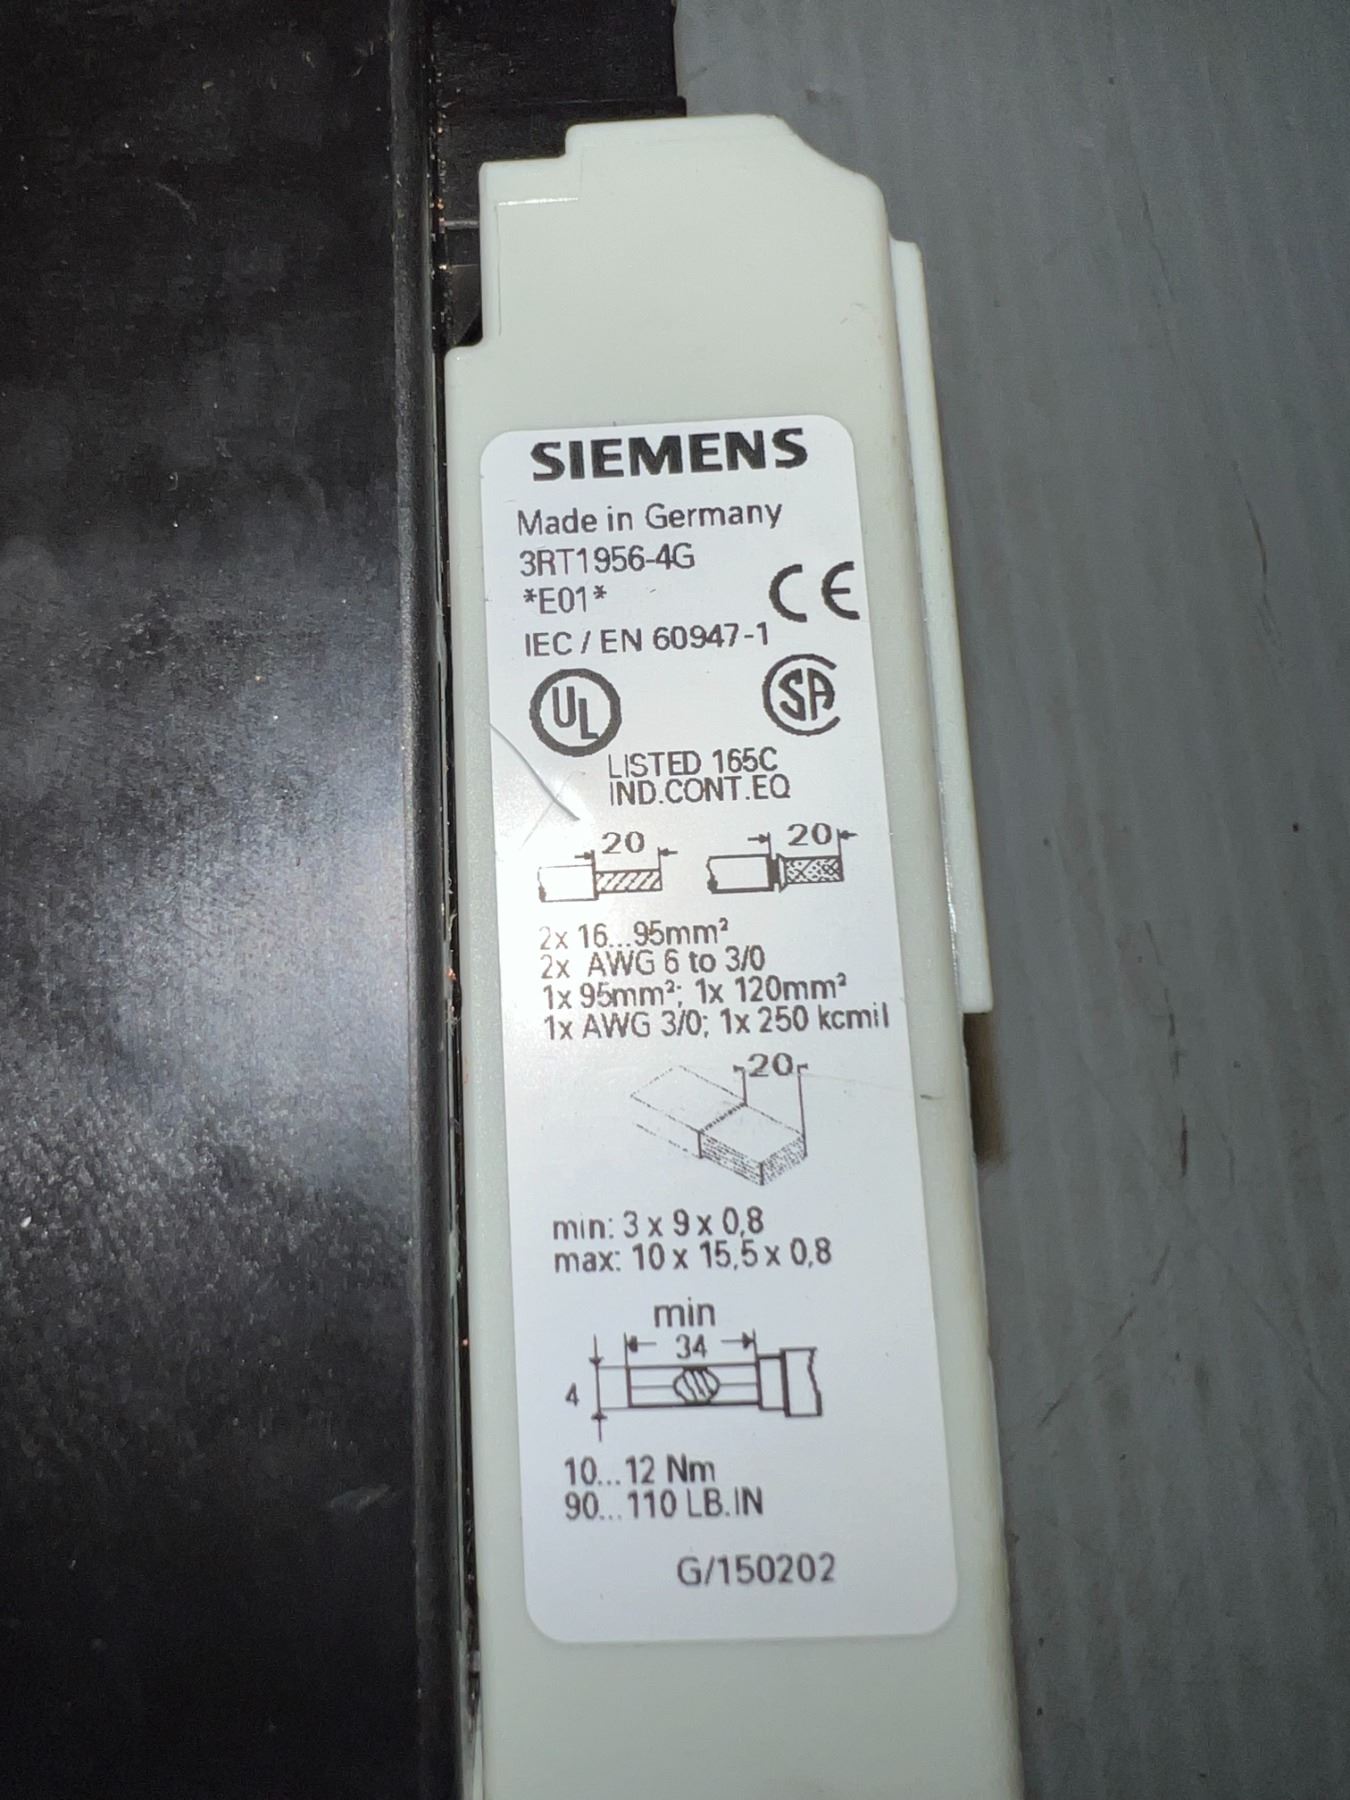 SIEMENS
Made in Germany
3RT1956-4G
*E01*
CE
IEC / EN 60947-1
UL
SA
LISTED 165C
IND.CONT.EQ
20 20
2x 16...95mm²
2x AWG 6 to 3/0
1x 95mm²; 1x 120mm²
1x AWG 3/0; 1x 250 kcmil
20
min: 3 x 9 x 0,8
max: 10 x 15,5 x 0,8
min
34
4
10...12 Nm
90...110 LB.IN
G/150202